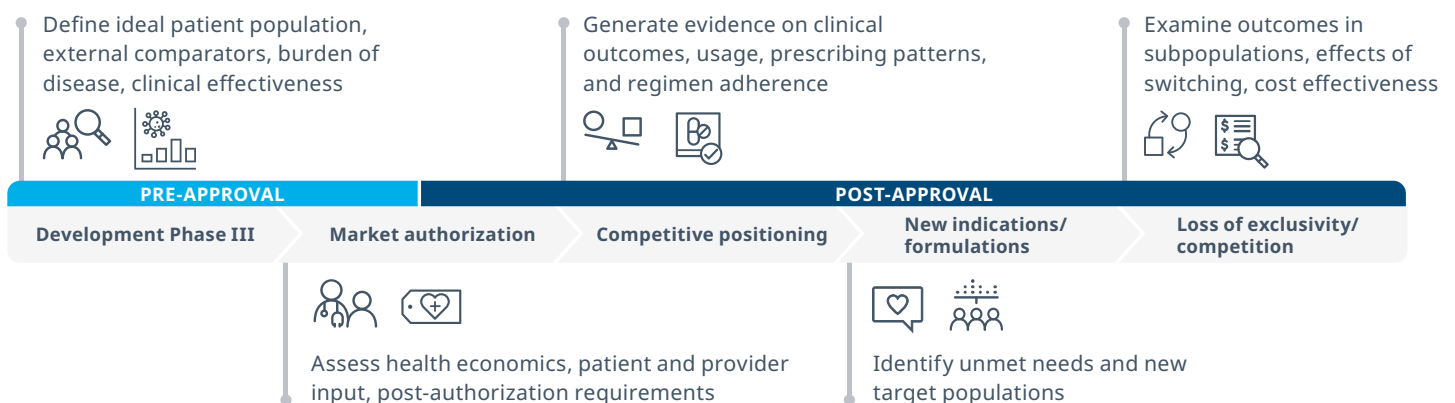 Define ideal patient population,
external comparators, burden of
disease, clinical effectiveness
Generate evidence on clinical
outcomes, usage, prescribing patterns,
and regimen adherence
Examine outcomes in
subpopulations, effects of
switching, cost effectiveness
$
$
PRE-APPROVAL
POST-APPROVAL
Development Phase III
Market authorization
Competitive positioning
New indications/
formulations
Loss of exclusivity/
competition
Assess health economics, patient and provider
input, post-authorization requirements
Identify unmet needs and new
target populations